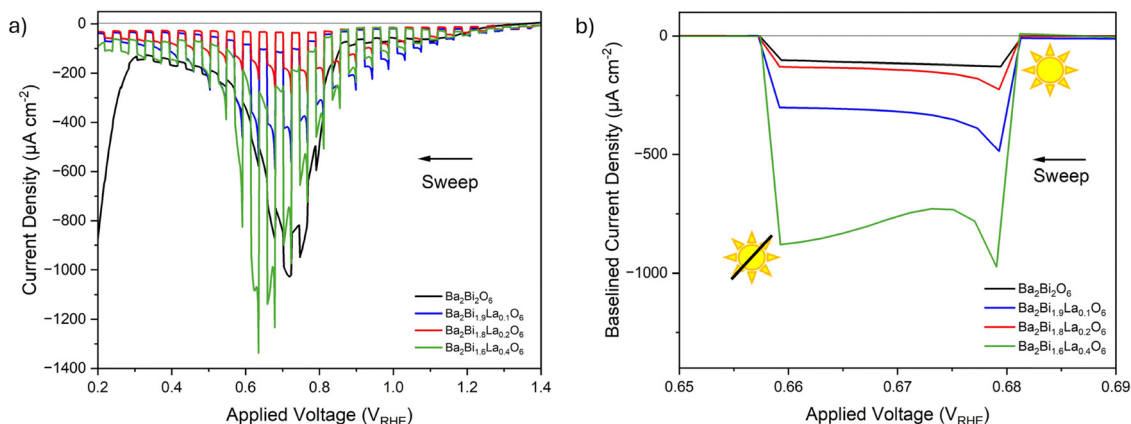 a)
Current Density (µA cm⁻²)
0
−200
−400
−600
−800
−1000
−1200
−1400
Sweep
Ba₂Bi₂O₆
Ba₂Bi₁.₉La₀.₁O₆
Ba₂Bi₁.₈La₀.₂O₆
Ba₂Bi₁.₆La₀.₄O₆
0.2 0.4 0.6 0.8 1.0 1.2 1.4
Applied Voltage (V_RHE)
b)
Baselined Current Density (µA cm⁻²)
0
−500
−1000
Sweep
Ba₂Bi₂O₆
Ba₂Bi₁.₉La₀.₁O₆
Ba₂Bi₁.₈La₀.₂O₆
Ba₂Bi₁.₆La₀.₄O₆
0.65 0.66 0.67 0.68 0.69
Applied Voltage (V_RHE)